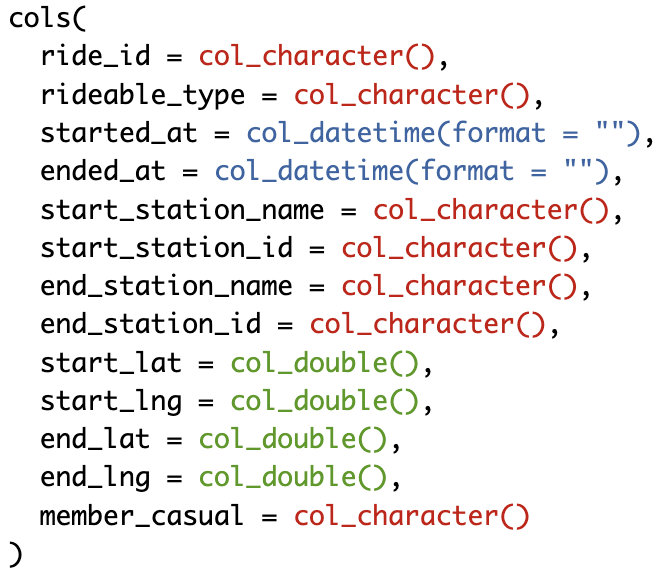 cols(
  ride_id = col_character(),
  rideable_type = col_character(),
  started_at = col_datetime(format = ""),
  ended_at = col_datetime(format = ""),
  start_station_name = col_character(),
  start_station_id = col_character(),
  end_station_name = col_character(),
  end_station_id = col_character(),
  start_lat = col_double(),
  start_lng = col_double(),
  end_lat = col_double(),
  end_lng = col_double(),
  member_casual = col_character()
)